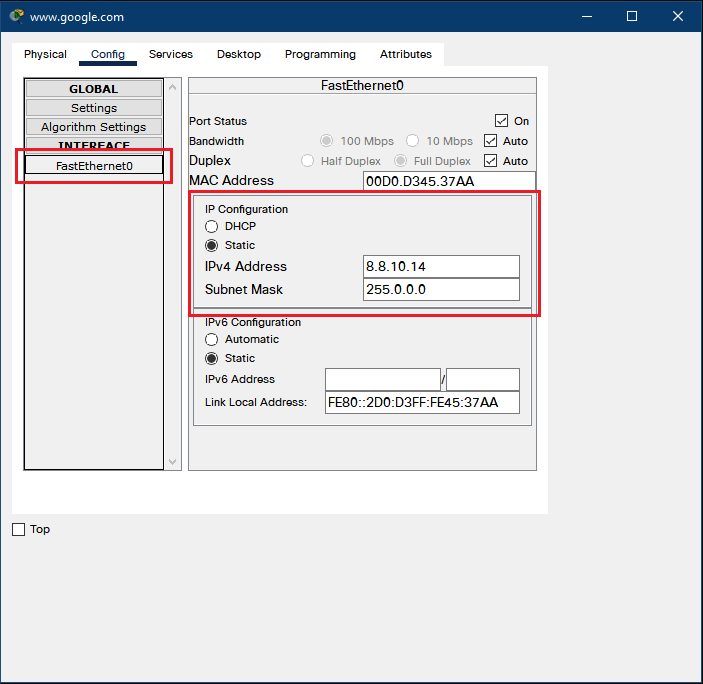 www.google.com
Physical Config Services Desktop Programming Attributes
GLOBAL
Settings
Algorithm Settings
INTERFACE
FastEthernet0
FastEthernet0
Port Status On
Bandwidth 100 Mbps 10 Mbps Auto
Duplex Half Duplex Full Duplex Auto
MAC Address 00D0.D345.37AA
IP Configuration
DHCP
Static
IPv4 Address 8.8.10.14
Subnet Mask 255.0.0.0
IPv6 Configuration
Automatic
Static
IPv6 Address /
Link Local Address: FE80::2D0:D3FF:FE45:37AA
Top